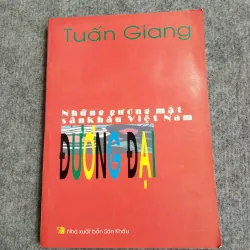 Tuấn Giang
Những gương mặt
sân khấu Việt Nam
ĐƯƠNG ĐẠI
Nhà xuất bản Sân Khấu